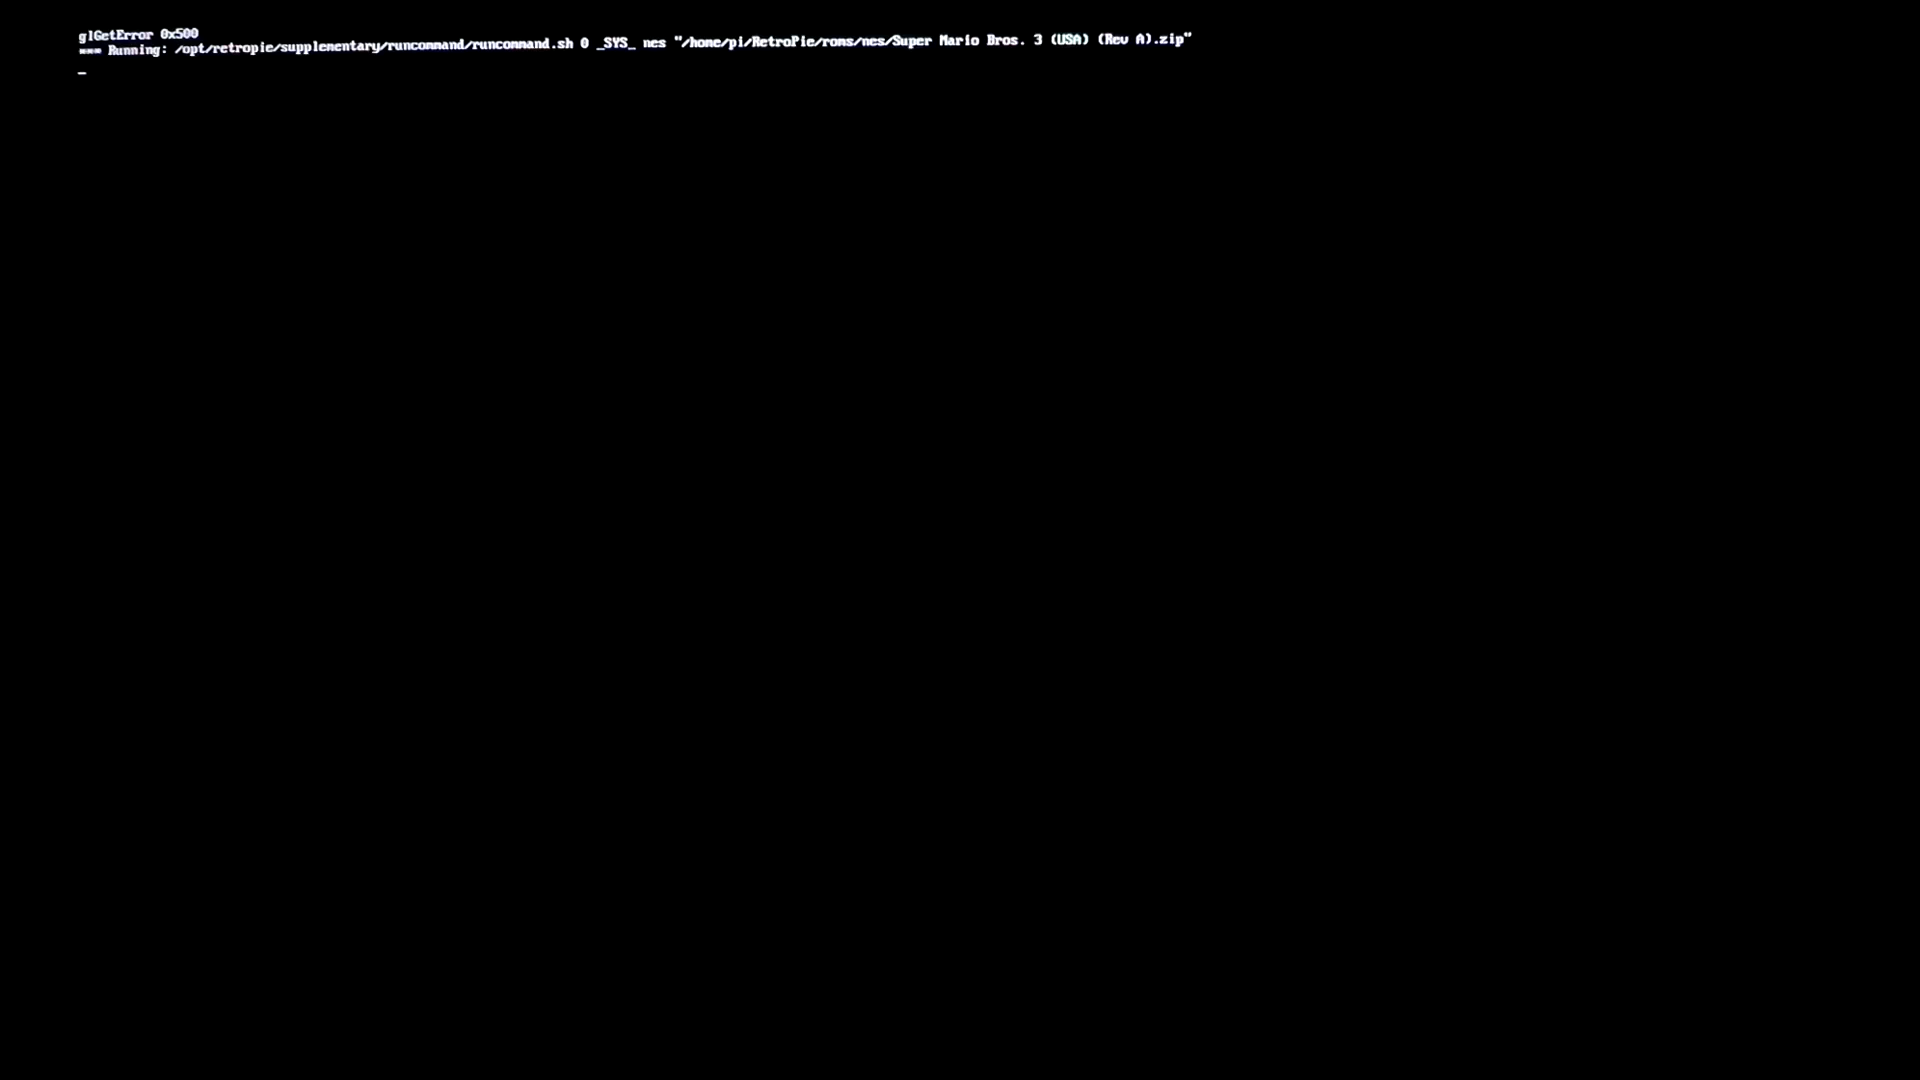 glGetError 0x500
*** Running: /opt/retropie/supplementary/runcommand/runcommand.sh 0 _SYS_ nes "/home/pi/RetroPie/roms/nes/Super Mario Bros. 3 (USA) (Rev A).zip"
_